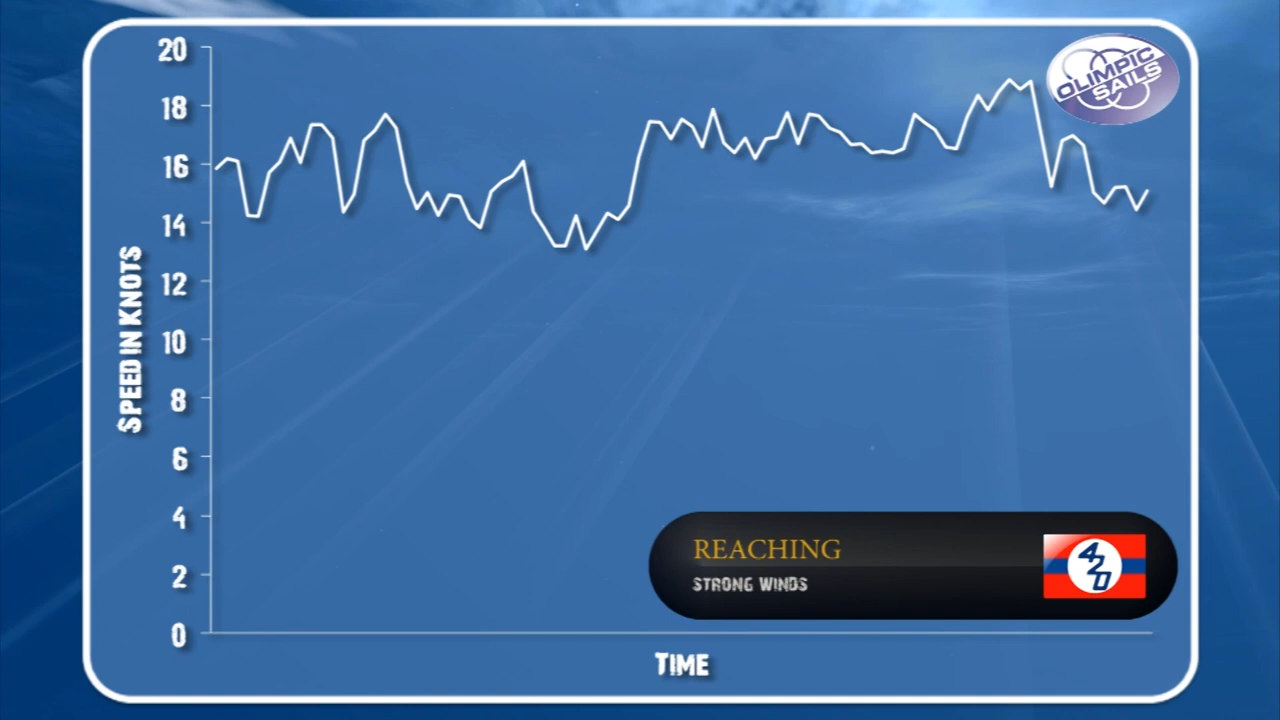 20
18
16
14
12
10
8
6
4
2
0
SPEED IN KNOTS
TIME
OLIMPIC
SAILS
REACHING
STRONG WINDS
420